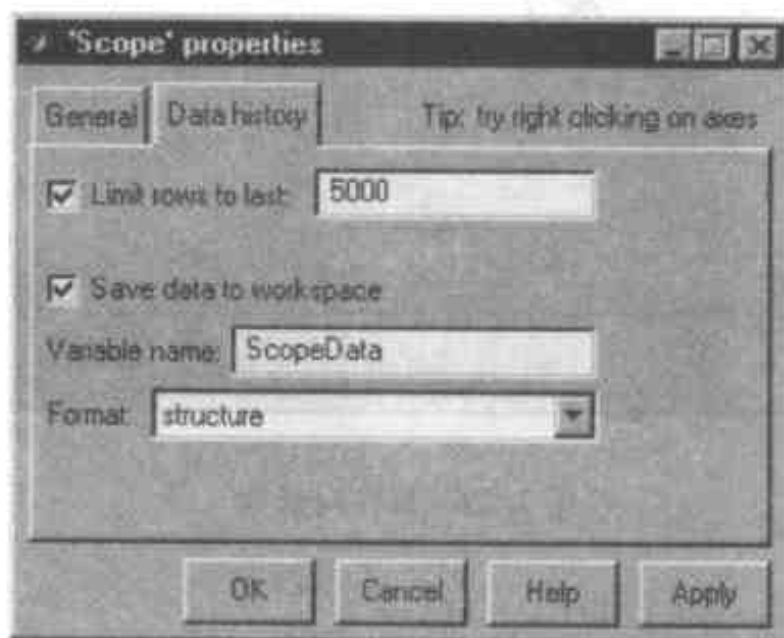 'Scope' properties
General Data history Tip: try right clicking on axes
Limit rows to last: 5000
Save data to workspace
Variable name: ScopeData
Format: structure
OK Cancel Help Apply